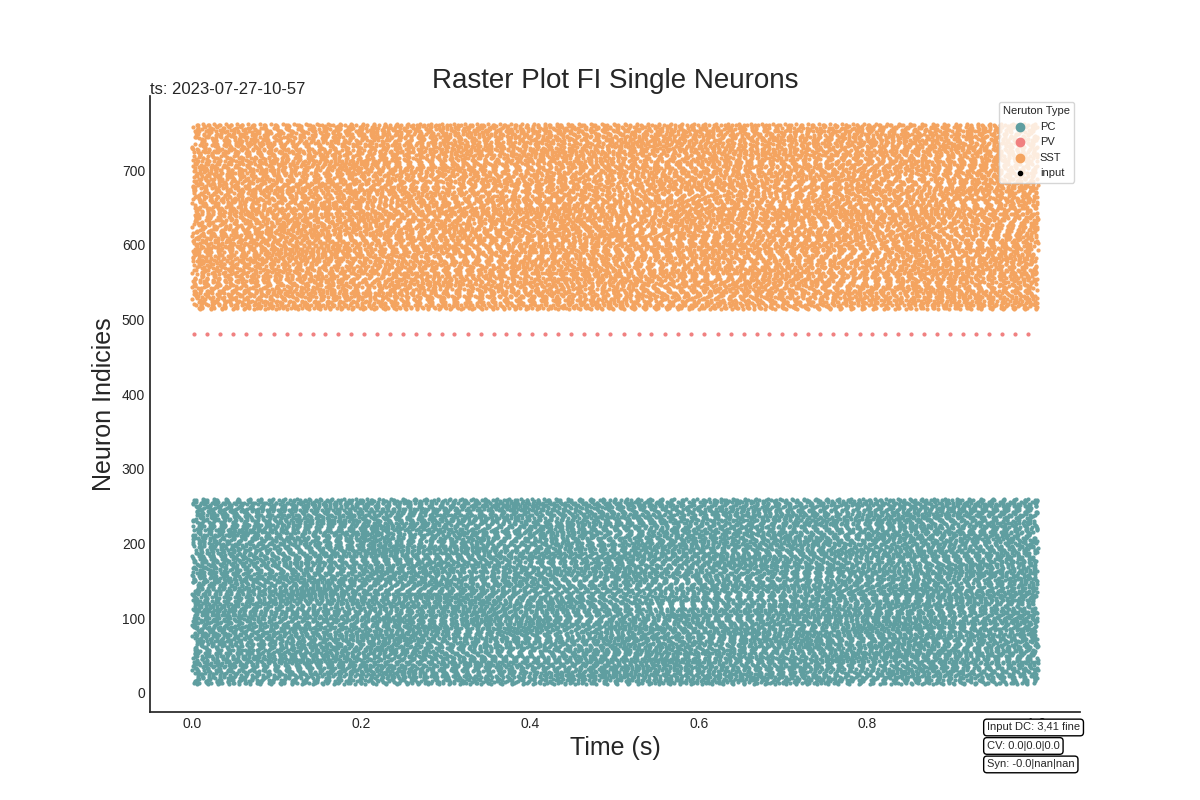 Raster Plot FI Single Neurons
ts: 2023-07-27-10-57
Neruton Type
PC
PV
SST
input
Neuron Indicies
700
600
500
400
300
200
100
0
0.0
0.2
0.4
0.6
0.8
Time (s)
Input DC: 3,41 fine
CV: 0.0|0.0|0.0
Syn: -0.0|nan|nan